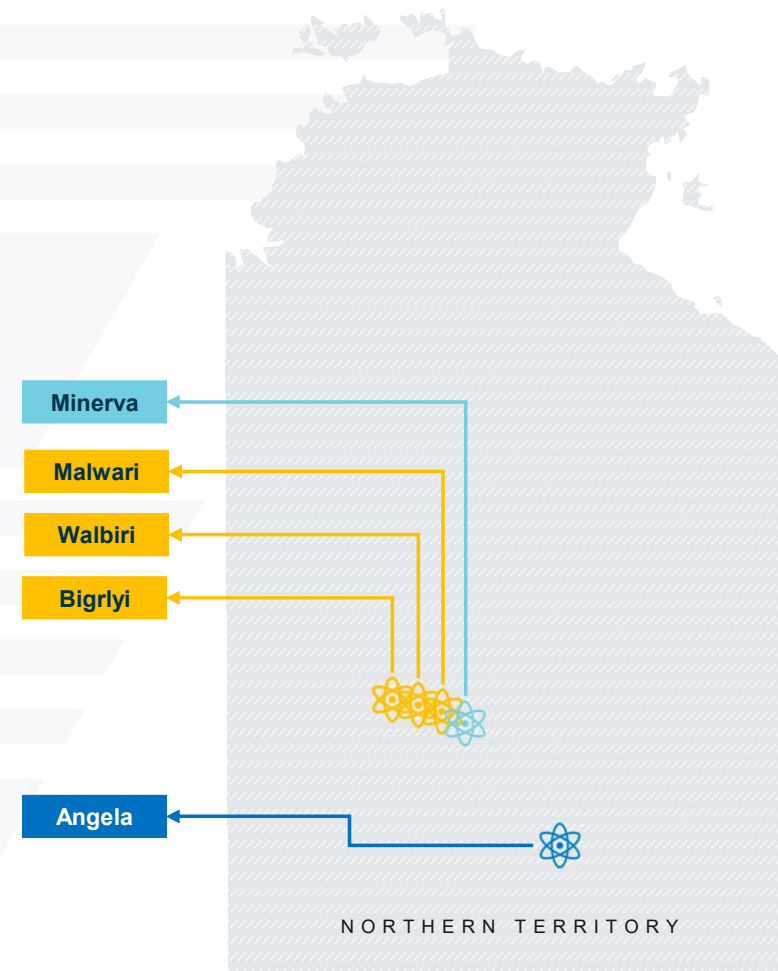 Minerva
Malwari
Walbiri
Bigrlyi
Angela
NORTHERN TERRITORY